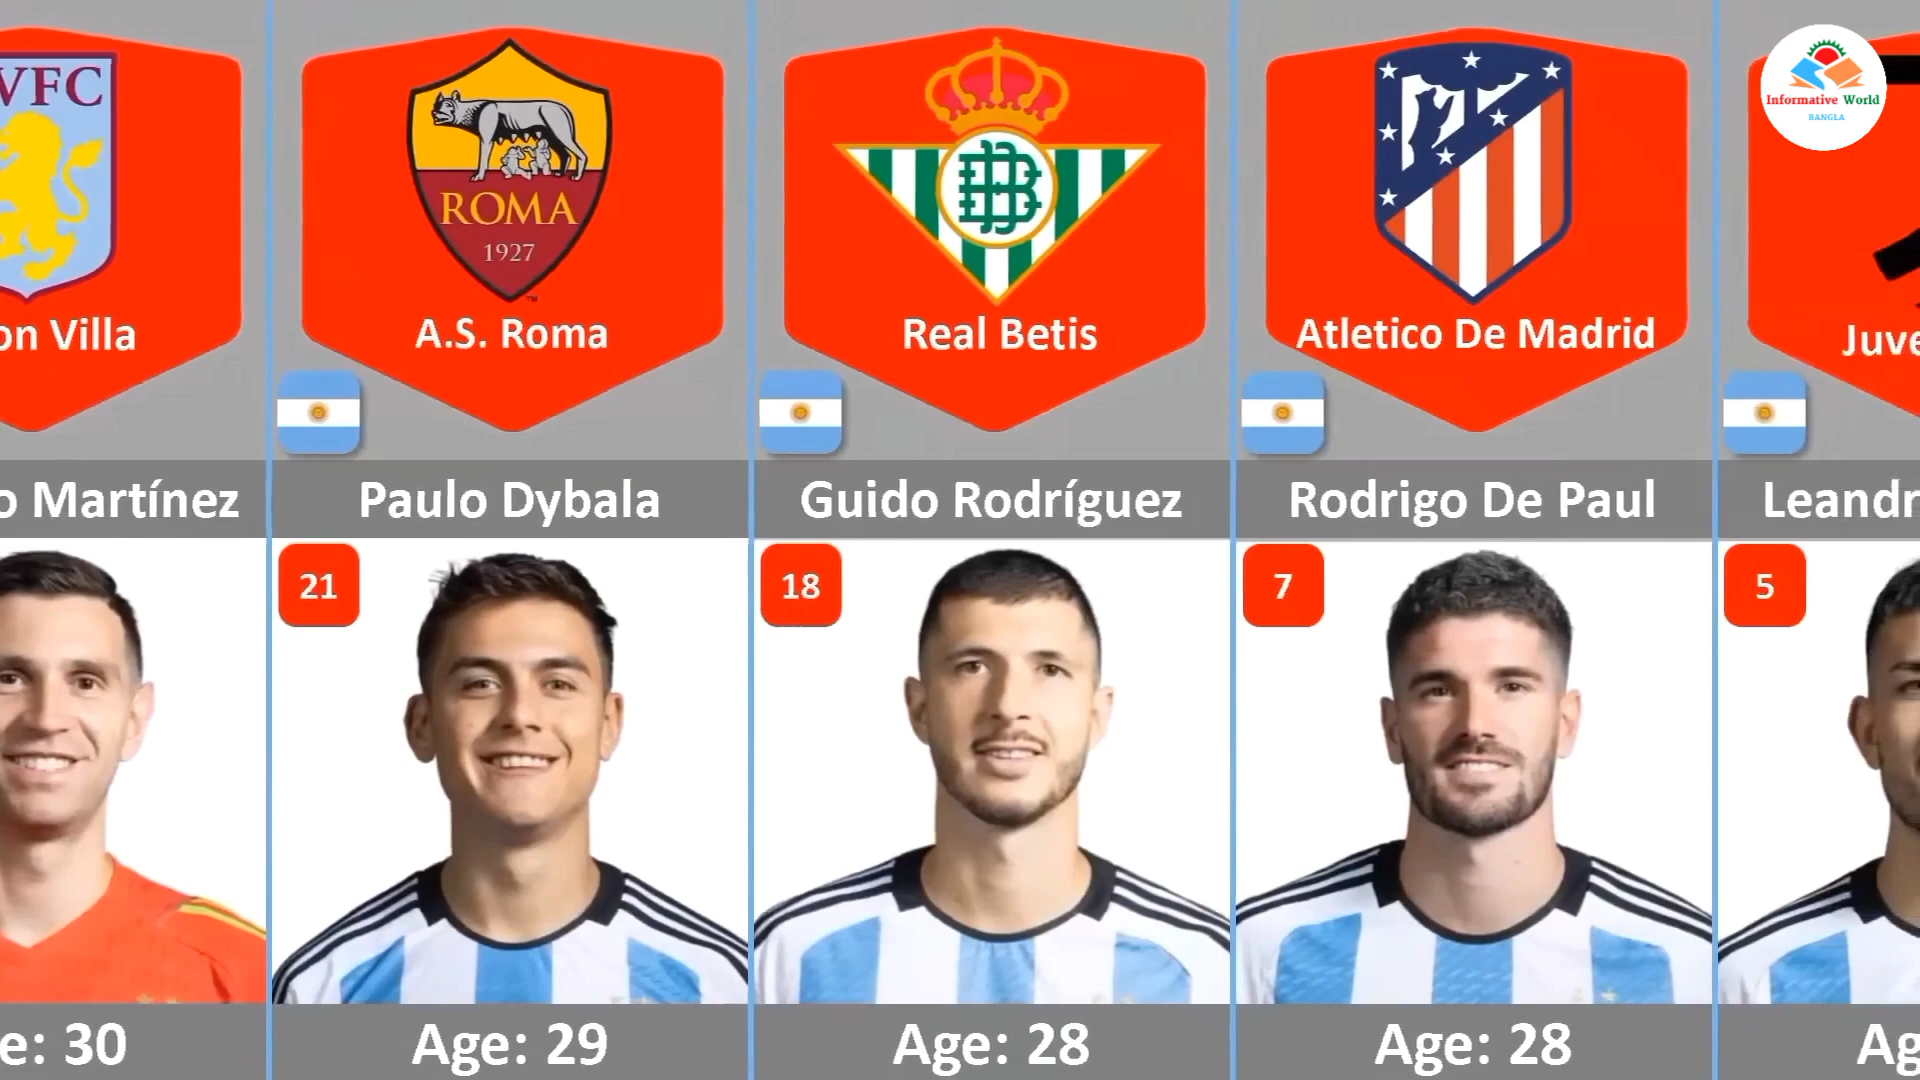 VFC
on Villa
o Martínez
e: 30
ROMA
1927
™
A.S. Roma
Paulo Dybala
21
Age: 29
Real Betis
Guido Rodríguez
18
Age: 28
Atletico De Madrid
Rodrigo De Paul
7
Age: 28
Informative World
BANGLA
Juve
Leandr
5
Ag